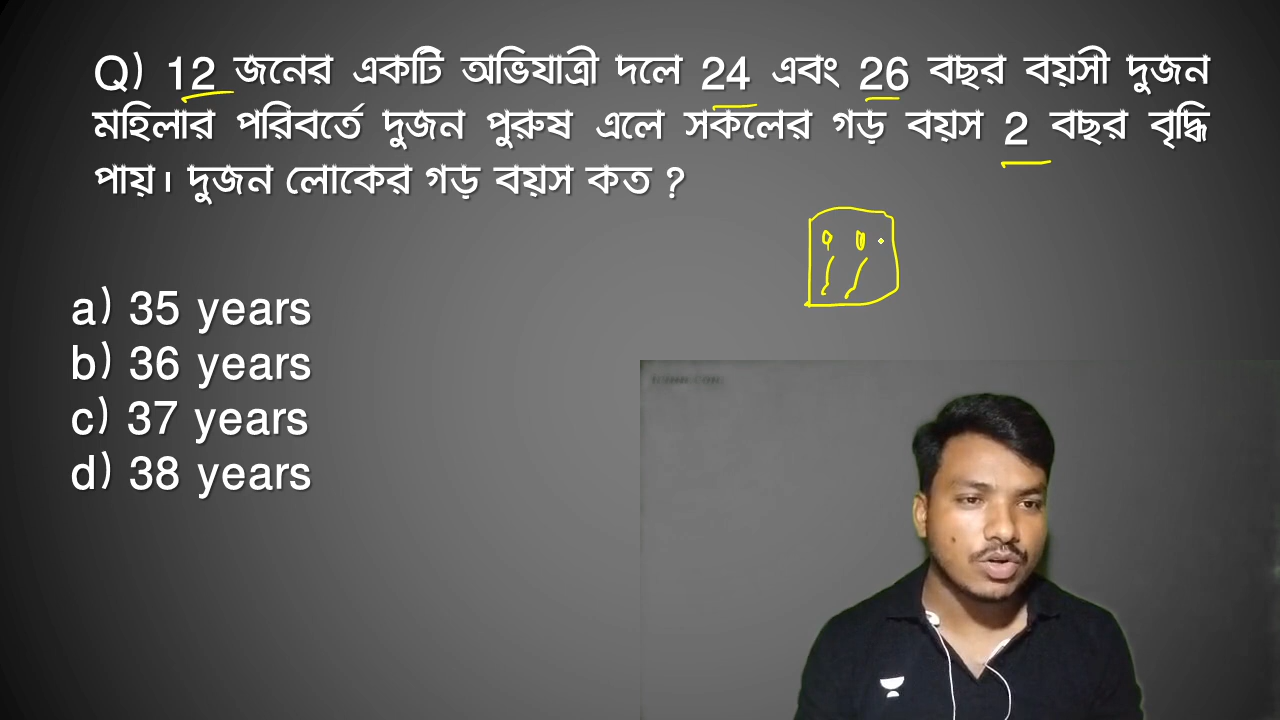 Q) 12 জনের একটি অভিযাত্রী দলে 24 এবং 26 বছর বয়সী দুজন
মহিলার পরিবর্তে দুজন পুরুষ এলে সকলের গড় বয়স 2 বছর বৃদ্ধি
পায়। দুজন লোকের গড় বয়স কত ?
a) 35 years
b) 36 years
c) 37 years
d) 38 years